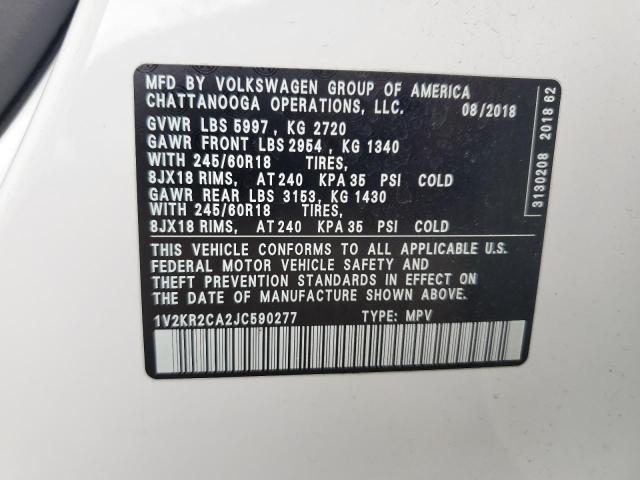 MFD BY VOLKSWAGEN GROUP OF AMERICA
CHATTANOOGA OPERATIONS, LLC. 08/2018
GVWR LBS 5997, KG 2720
GAWR FRONT LBS 2954, KG 1340
WITH 245/60R18 TIRES,
8JX18 RIMS, AT 240 KPA 35 PSI COLD
GAWR REAR LBS 3153, KG 1430
WITH 245/60R18 TIRES,
8JX18 RIMS, AT 240 KPA 35 PSI COLD
THIS VEHICLE CONFORMS TO ALL APPLICABLE U.S.
FEDERAL MOTOR VEHICLE SAFETY AND
THEFT PREVENTION STANDARDS IN EFFECT ON
THE DATE OF MANUFACTURE SHOWN ABOVE.
1V2KR2CA2JC590277 TYPE: MPV
3130208 2018 62